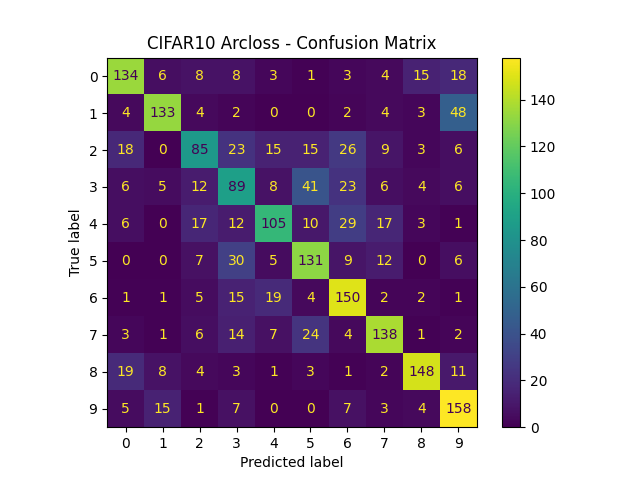 CIFAR10 Arcloss - Confusion Matrix
0 134 6 8 8 3 1 3 4 15 18
1 4 133 4 2 0 0 2 4 3 48
2 18 0 85 23 15 15 26 9 3 6
3 6 5 12 89 8 41 23 6 4 6
4 6 0 17 12 105 10 29 17 3 1
5 0 0 7 30 5 131 9 12 0 6
6 1 1 5 15 19 4 150 2 2 1
7 3 1 6 14 7 24 4 138 1 2
8 19 8 4 3 1 3 1 2 148 11
9 5 15 1 7 0 0 7 3 4 158
0 1 2 3 4 5 6 7 8 9
Predicted label
True label
140
120
100
80
60
40
20
0